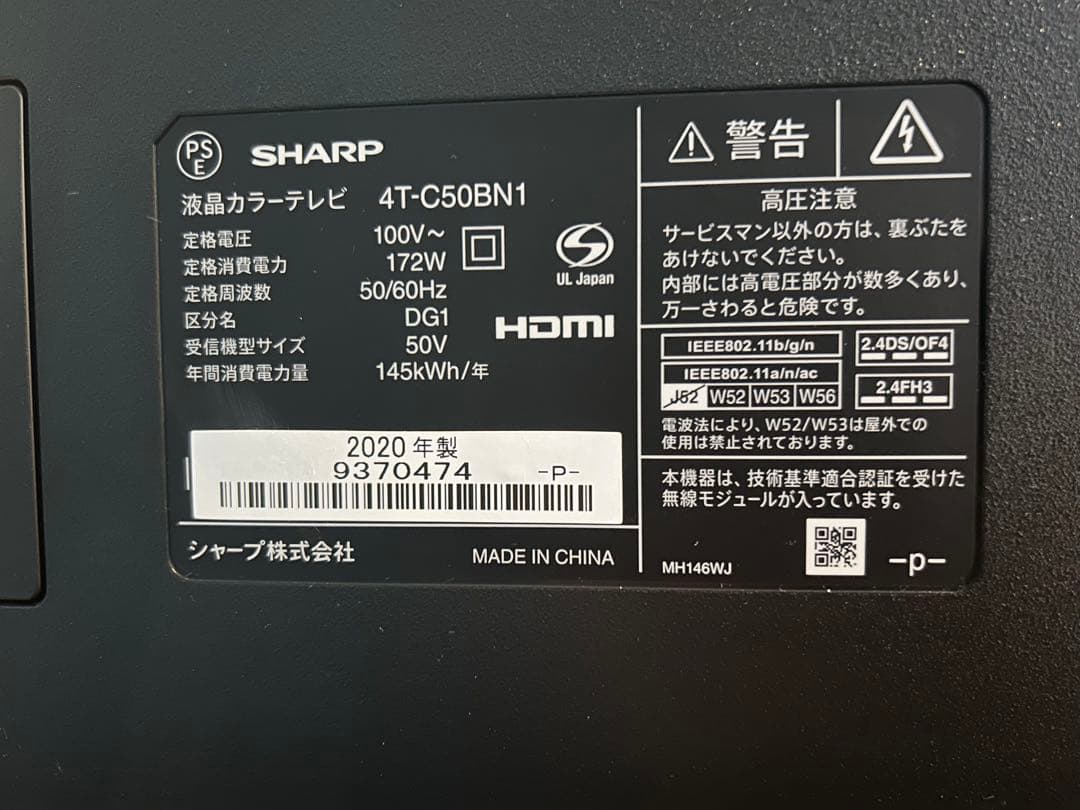 PSE
SHARP
液晶カラーテレビ 4T-C50BN1
定格電圧 100V～
定格消費電力 172W
定格周波数 50/60Hz
区分名 DG1
受信機型サイズ 50V
年間消費電力量 145kWh/年
UL Japan
HDMI
2020年製
9370474 -P-
シャープ株式会社 MADE IN CHINA
警告
高圧注意
サービスマン以外の方は、裏ぶたを
あけないでください。
内部には高電圧部分が数多くあり、
万一さわると危険です。
IEEE802.11b/g/n
IEEE802.11a/n/ac
J52 W52 W53 W56
2.4DS/OF4
2.4FH3
電波法により、W52/W53は屋外での
使用は禁止されております。
本機器は、技術基準適合認証を受けた
無線モジュールが入っています。
MH146WJ -p-